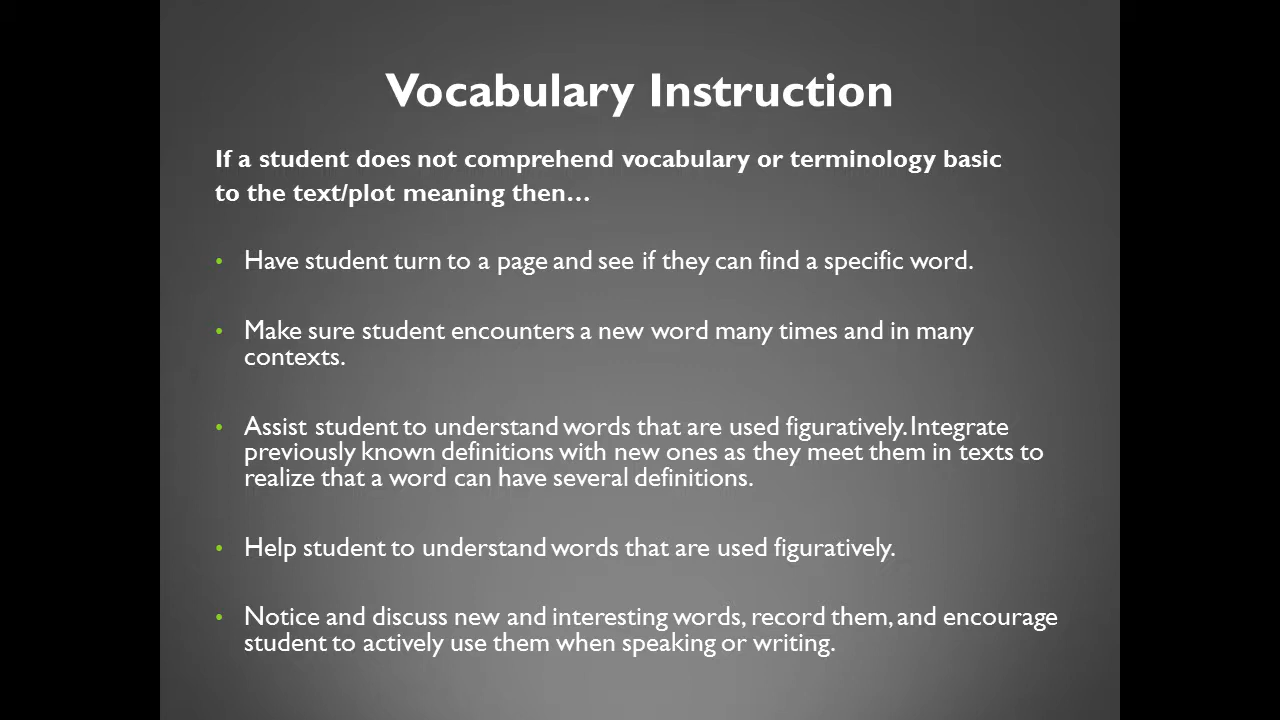 Vocabulary Instruction
If a student does not comprehend vocabulary or terminology basic
to the text/plot meaning then…
• Have student turn to a page and see if they can find a specific word.
• Make sure student encounters a new word many times and in many
contexts.
• Assist student to understand words that are used figuratively. Integrate
previously known definitions with new ones as they meet them in texts to
realize that a word can have several definitions.
• Help student to understand words that are used figuratively.
• Notice and discuss new and interesting words, record them, and encourage
student to actively use them when speaking or writing.